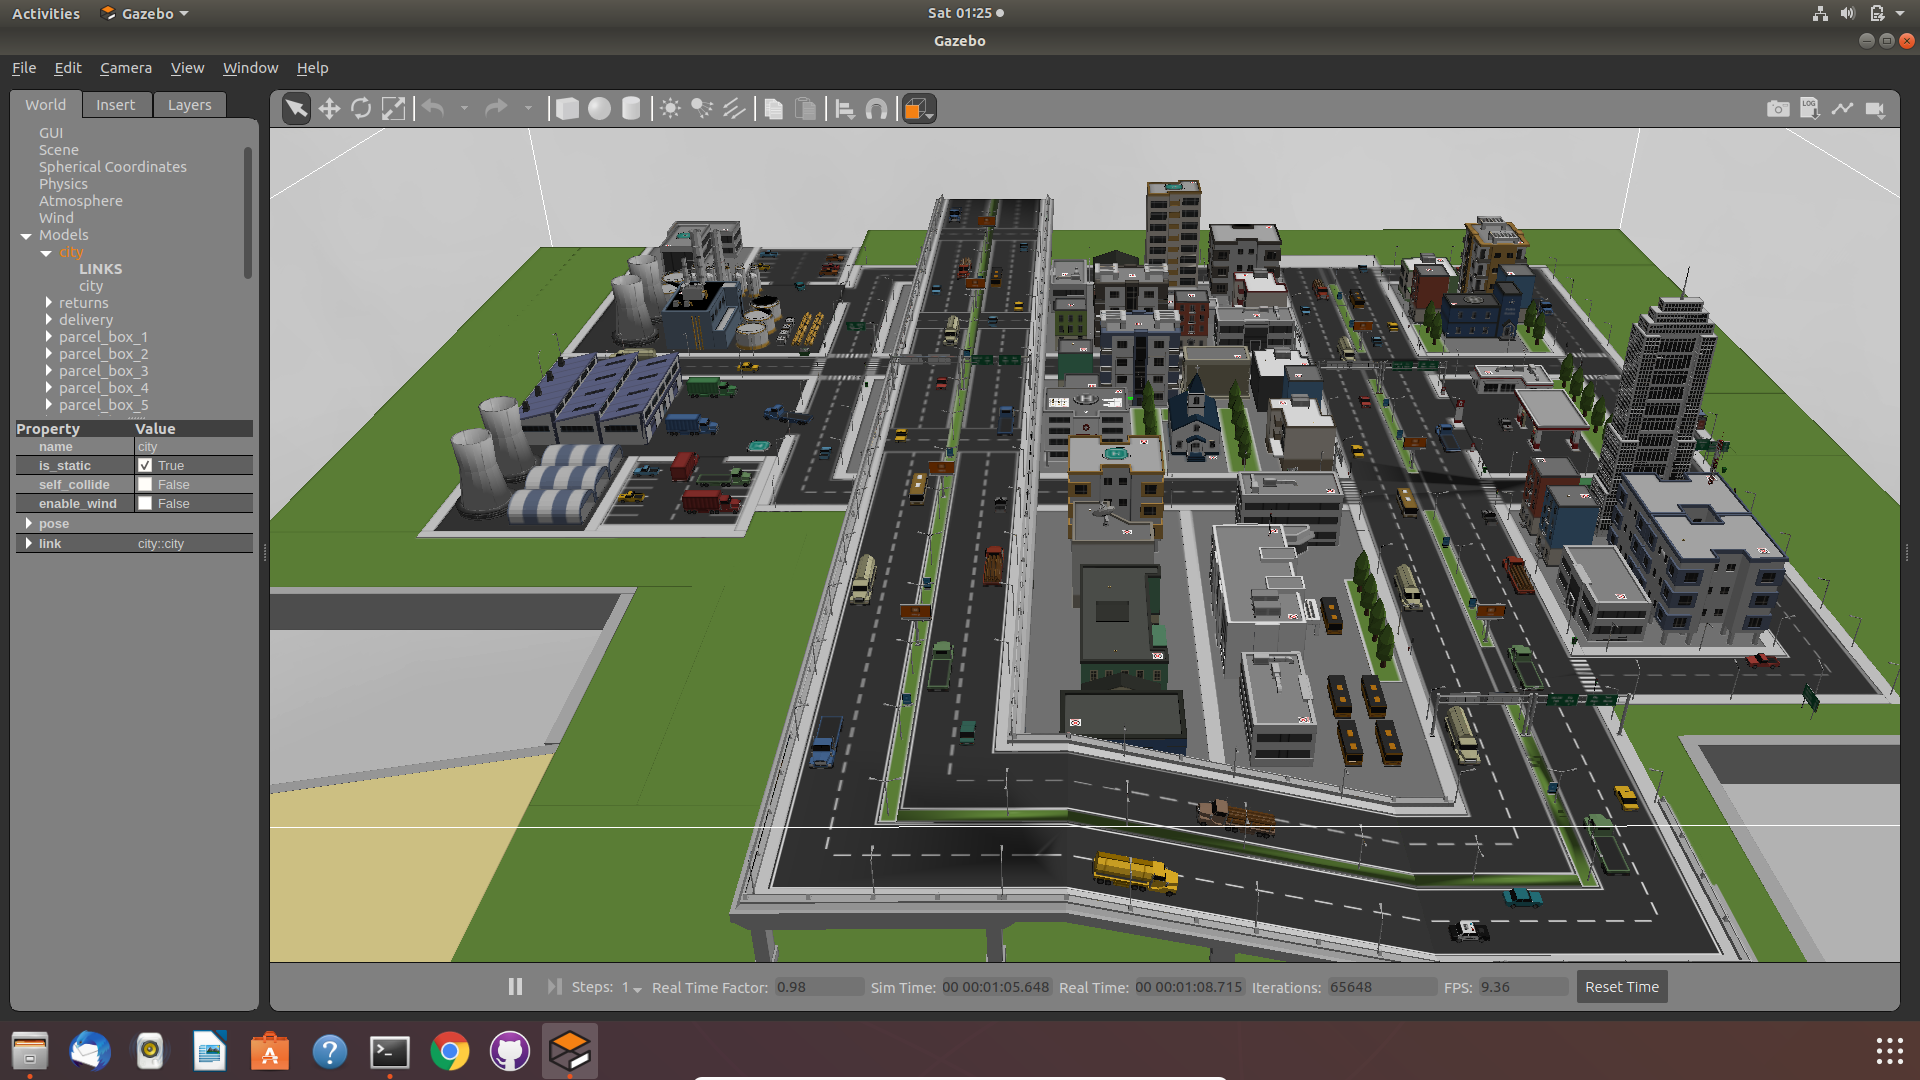 Activities
Gazebo
Sat 01:25
Gazebo
File Edit Camera View Window Help
World Insert Layers
GUI
Scene
Spherical Coordinates
Physics
Atmosphere
Wind
Models
city
LINKS
city
returns
delivery
parcel_box_1
parcel_box_2
parcel_box_3
parcel_box_4
parcel_box_5
Property Value
name city
is_static True
self_collide False
enable_wind False
pose
link city::city
LOG
Steps: 1 Real Time Factor: 0.98 Sim Time: 00 00:01:05.648 Real Time: 00 00:01:08.715 Iterations: 65648 FPS: 9.36 Reset Time